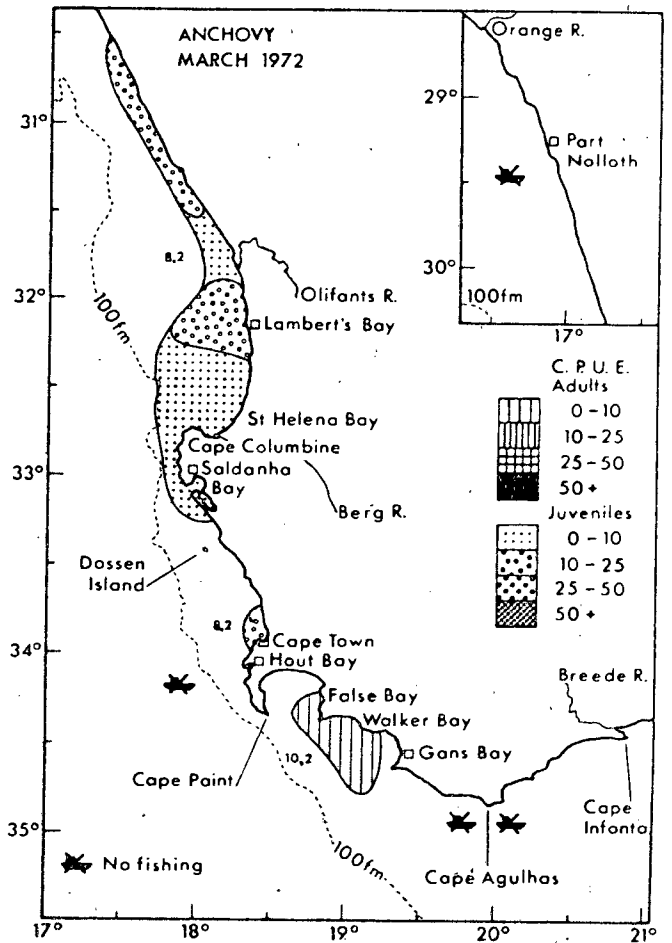 ANCHOVY
MARCH 1972
Orange R.
29°
Part
Nolloth
30°
100fm
17°
31°
8,2
32°
100fm
Olifants R.
Lambert's Bay
C. P. U. E.
Adults
0-10
10-25
25-50
50+
Juveniles
0-10
10-25
25-50
50+
St Helena Bay
Cape Columbine
33°
Saldanha
Bay
Berg R.
Dassen
Island
8,2
Cape Town
34°
Hout Bay
Breede R.
False Bay
Walker Bay
10,2
Gans Bay
Cape Paint
Cape
Infonta
35°
No fishing
100fm
Cape Agulhas
17°
18°
19°
20°
21°